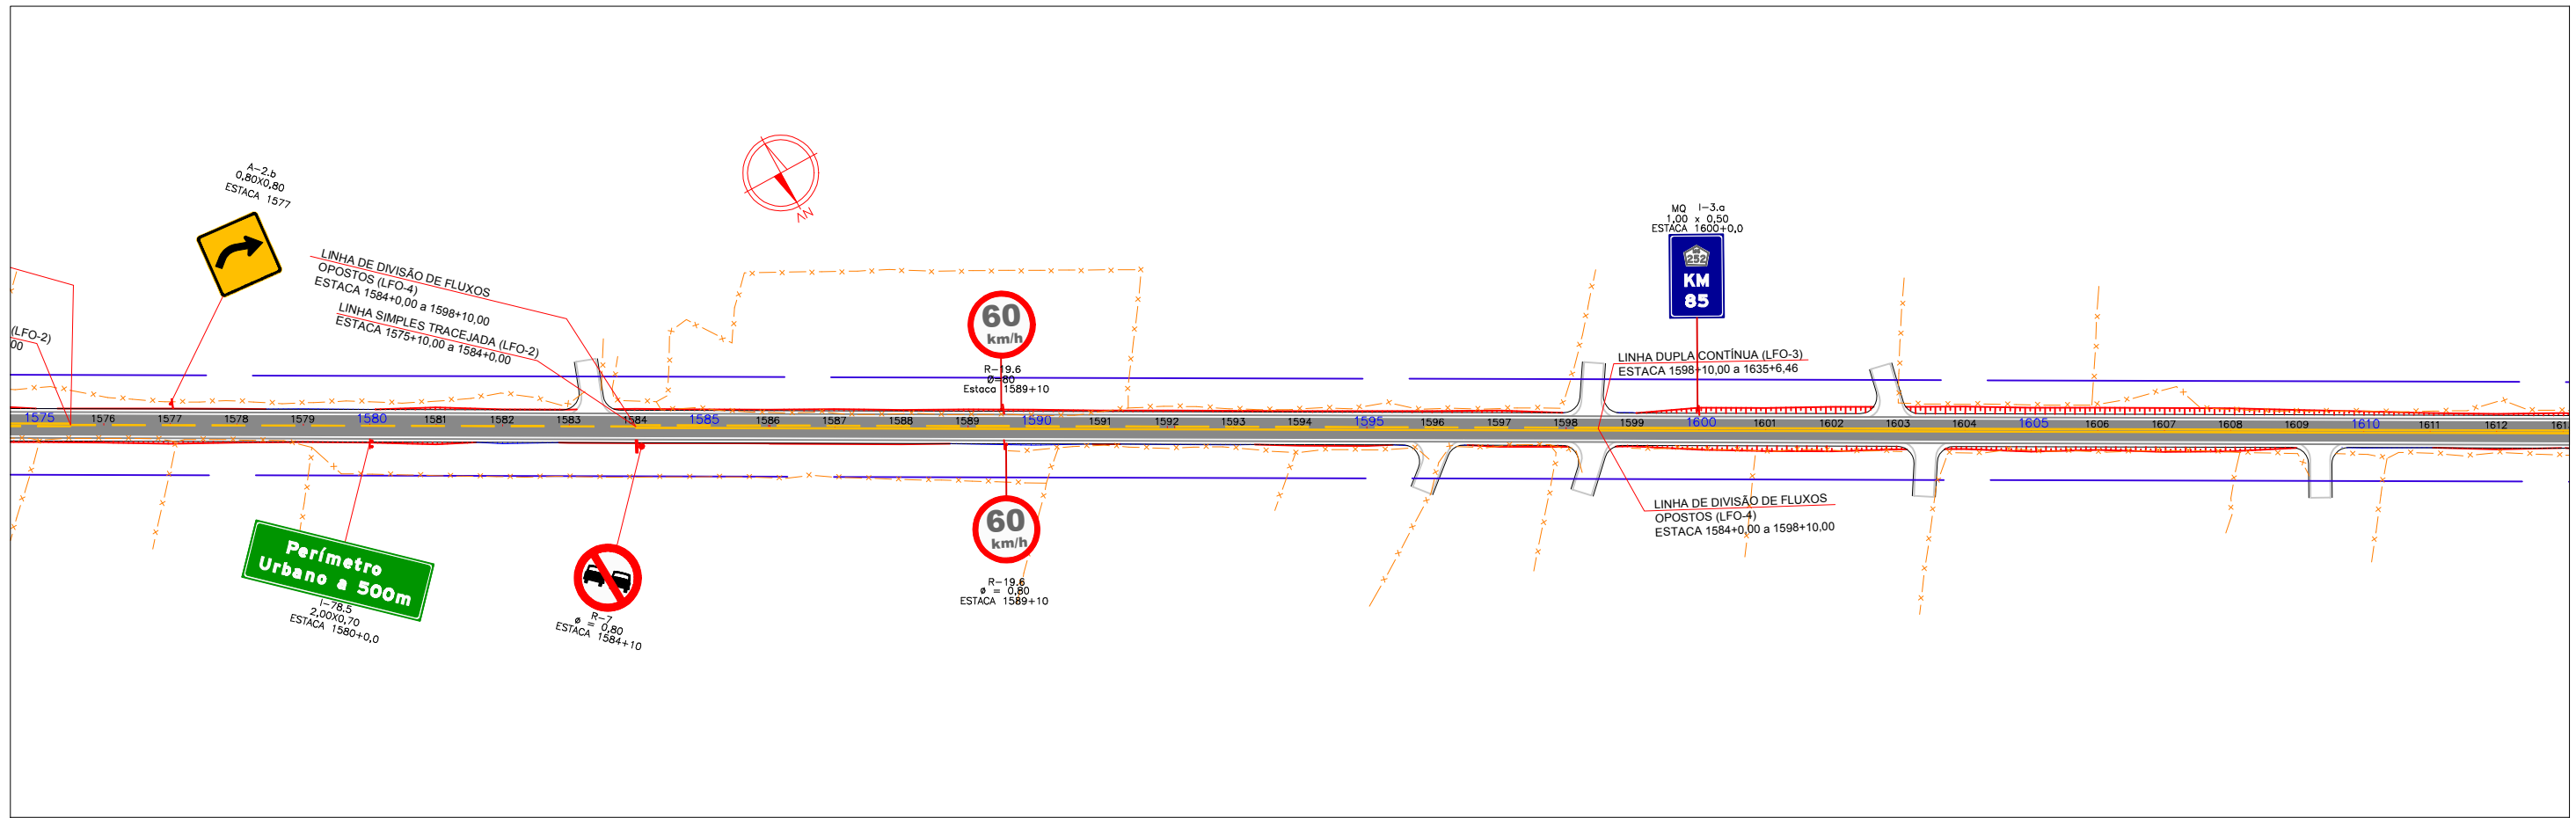 A-2.b
0,80X0,80
ESTACA 1577
LINHA DE DIVISÃO DE FLUXOS
OPOSTOS (LFO-4)
ESTACA 1584+0,00 a 1598+10,00
LINHA SIMPLES TRACEJADA (LFO-2)
ESTACA 1575+10,00 a 1584+0,00
(LFO-2)
00
NV
60
km/h
R-19.6
Ø=80
Estaca 1589+10
MQ I-3.a
1,00 x 0,50
ESTACA 1600+0,0
252
KM
85
LINHA DUPLA CONTÍNUA (LFO-3)
ESTACA 1598+10,00 a 1635+6,46
1575 1576 1577 1578 1579 1580 1581 1582 1583 1584 1585 1586 1587 1588 1589 1590 1591 1592 1593 1594 1595 1596 1597 1598 1599 1600 1601 1602 1603 1604 1605 1606 1607 1608 1609 1610 1611 1612
Perímetro
Urbano a 500m
I-78.5
2,00X0,70
ESTACA 1580+0,0
R-7
ø = 0,80
ESTACA 1584+10
60
km/h
R-19.6
ø = 0,80
ESTACA 1589+10
LINHA DE DIVISÃO DE FLUXOS
OPOSTOS (LFO-4)
ESTACA 1584+0,00 a 1598+10,00